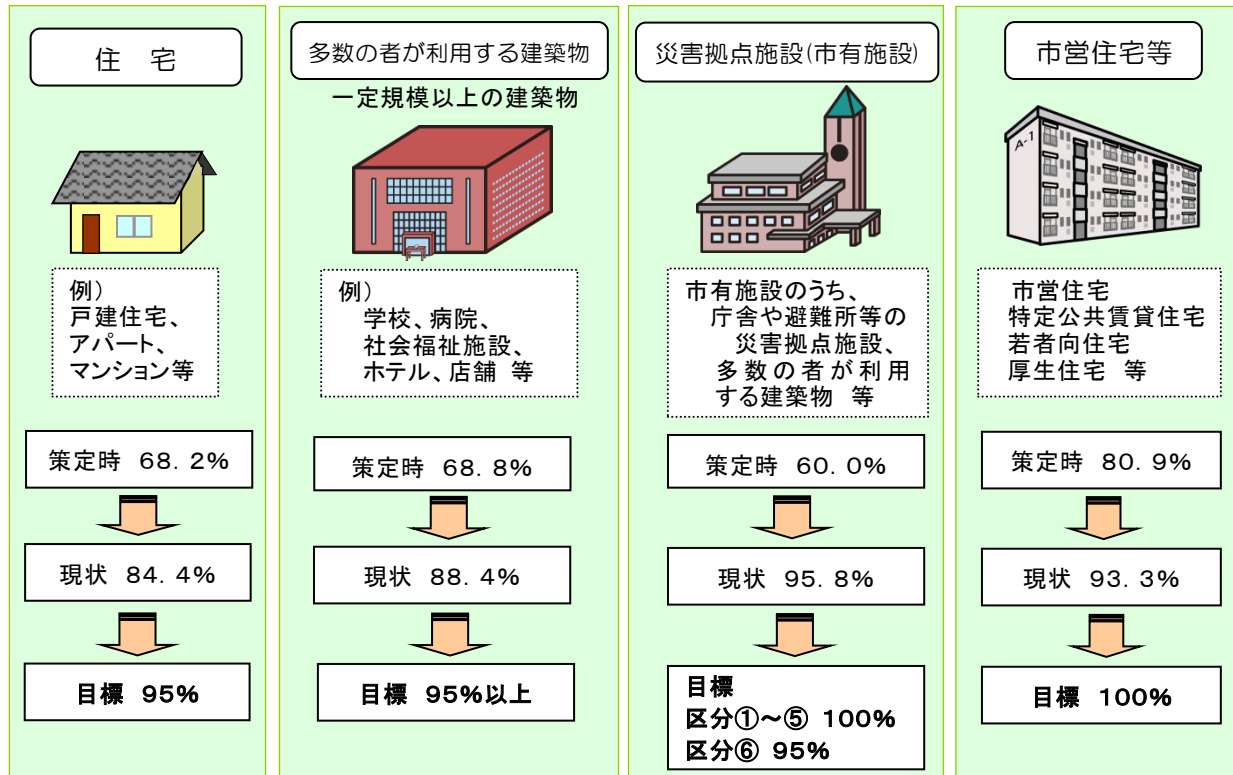 住　宅
例）
戸建住宅、
アパート、
マンション等
策定時 68．2%
現状 84．4%
目標 95%
多数の者が利用する建築物
一定規模以上の建築物
例）
学校、病院、
社会福祉施設、
ホテル、店舗 等
策定時 68．8%
現状 88．4%
目標 95%以上
災害拠点施設(市有施設)
市有施設のうち、
庁舎や避難所等の
災害拠点施設、
多数の者が利用
する建築物 等
策定時 60．0%
現状 95．8%
目標
区分①～⑤ 100%
区分⑥ 95%
市営住宅等
A-1
市営住宅
特定公共賃貸住宅
若者向住宅
厚生住宅 等
策定時 80．9%
現状 93．3%
目標 100%